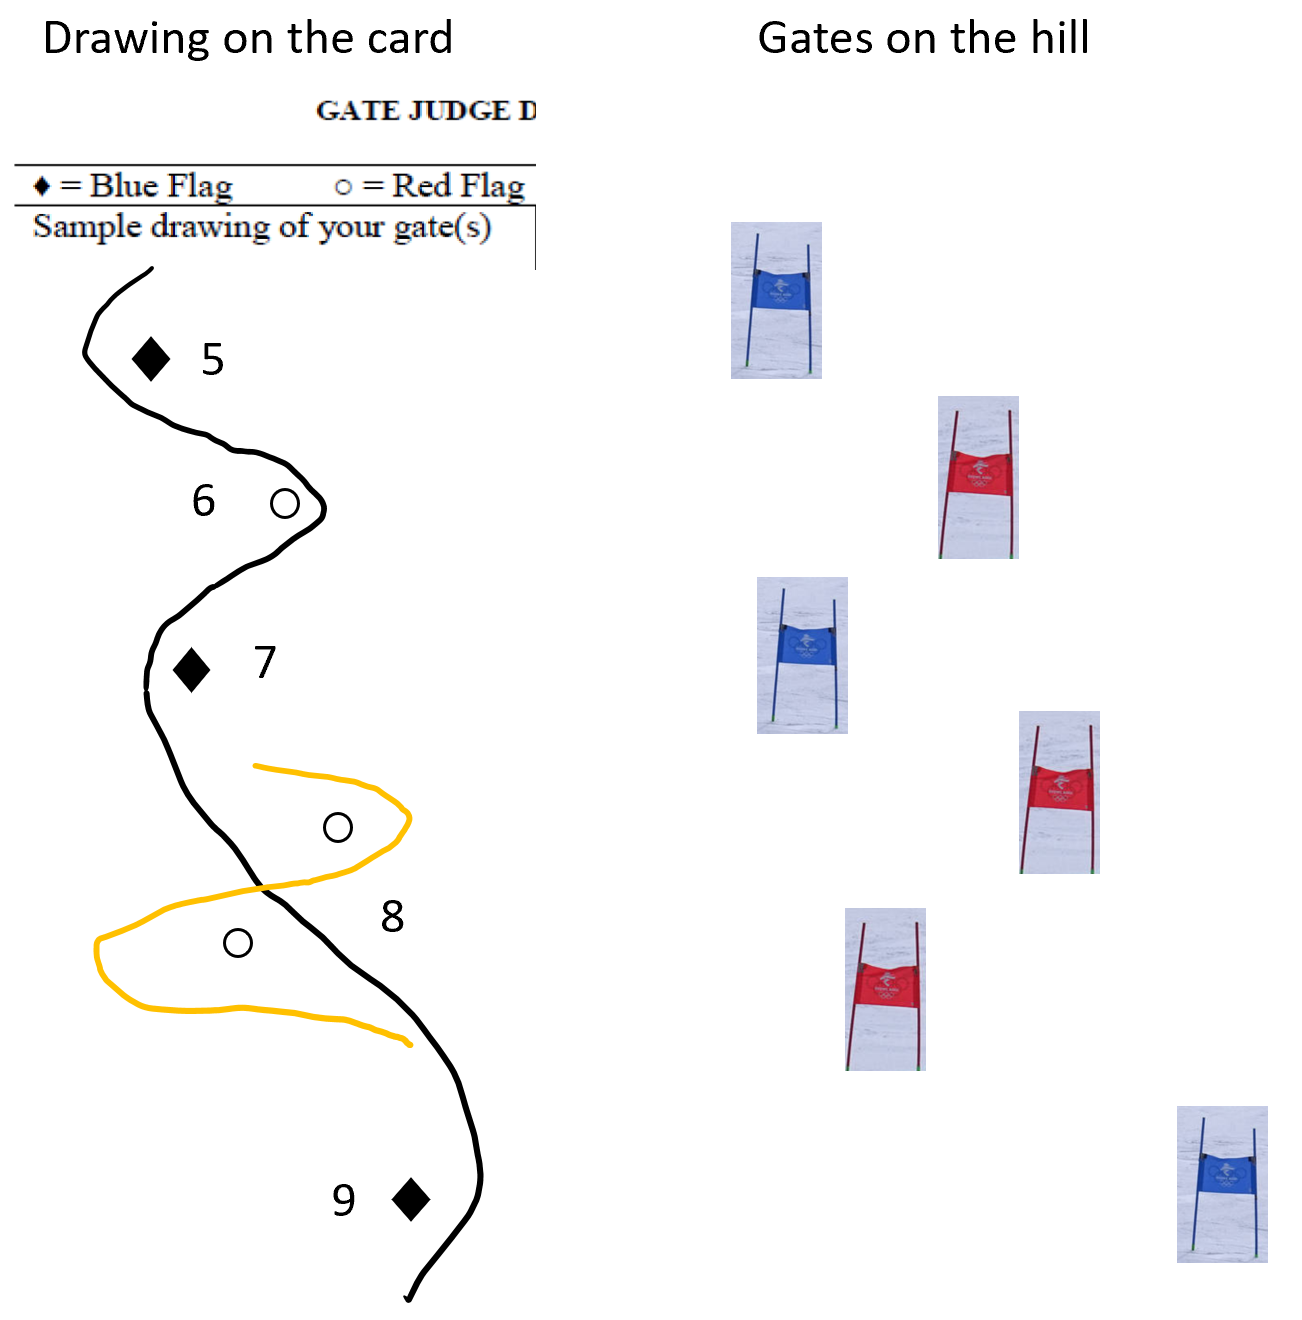 Drawing on the card
Gates on the hill
GATE JUDGE D
♦ = Blue Flag ○ = Red Flag
Sample drawing of your gate(s)
5
6
7
8
9